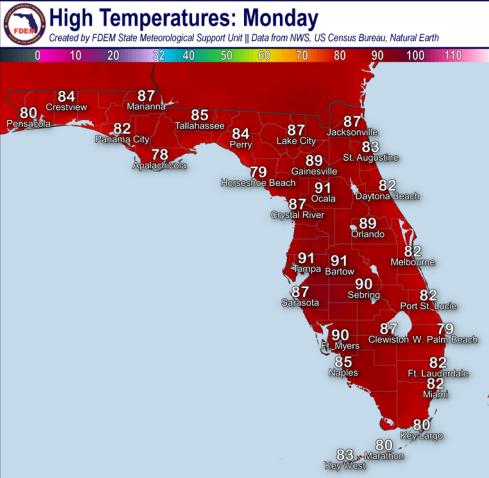 High Temperatures: Monday
Created by FDEM State Meteorological Support Unit || Data from NWS, US Census Bureau, Natural Earth
FDEM
0 10 20 32 40 50 60 70 80 90 100 110
84
Crestview
87
Marianna
80
Pensacola
82
Panama City
85
Tallahassee
78
Apalachicola
84
Perry
87
Lake City
87
Jacksonville
83
St. Augustine
89
Gainesville
79
Horseshoe Beach
91
Ocala
82
Daytona Beach
87
Crystal River
89
Orlando
82
Melbourne
91
Tampa
91
Bartow
90
Sebring
87
Sarasota
82
Port St. Lucie
90
Ft. Myers
87
Clewiston
79
W. Palm Beach
85
Naples
82
Ft. Lauderdale
82
Miami
80
Key Largo
80
Marathon
83
Key West